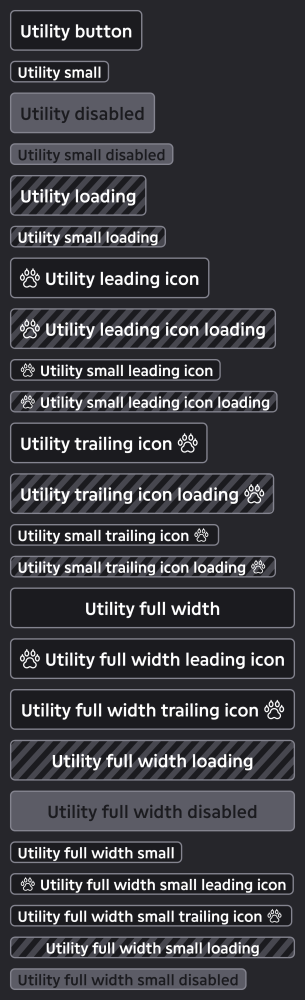 Utility button
Utility small
Utility disabled
Utility small disabled
Utility loading
Utility small loading
Utility leading icon
Utility leading icon loading
Utility small leading icon
Utility small leading icon loading
Utility trailing icon
Utility trailing icon loading
Utility small trailing icon
Utility small trailing icon loading
Utility full width
Utility full width leading icon
Utility full width trailing icon
Utility full width loading
Utility full width disabled
Utility full width small
Utility full width small leading icon
Utility full width small trailing icon
Utility full width small loading
Utility full width small disabled